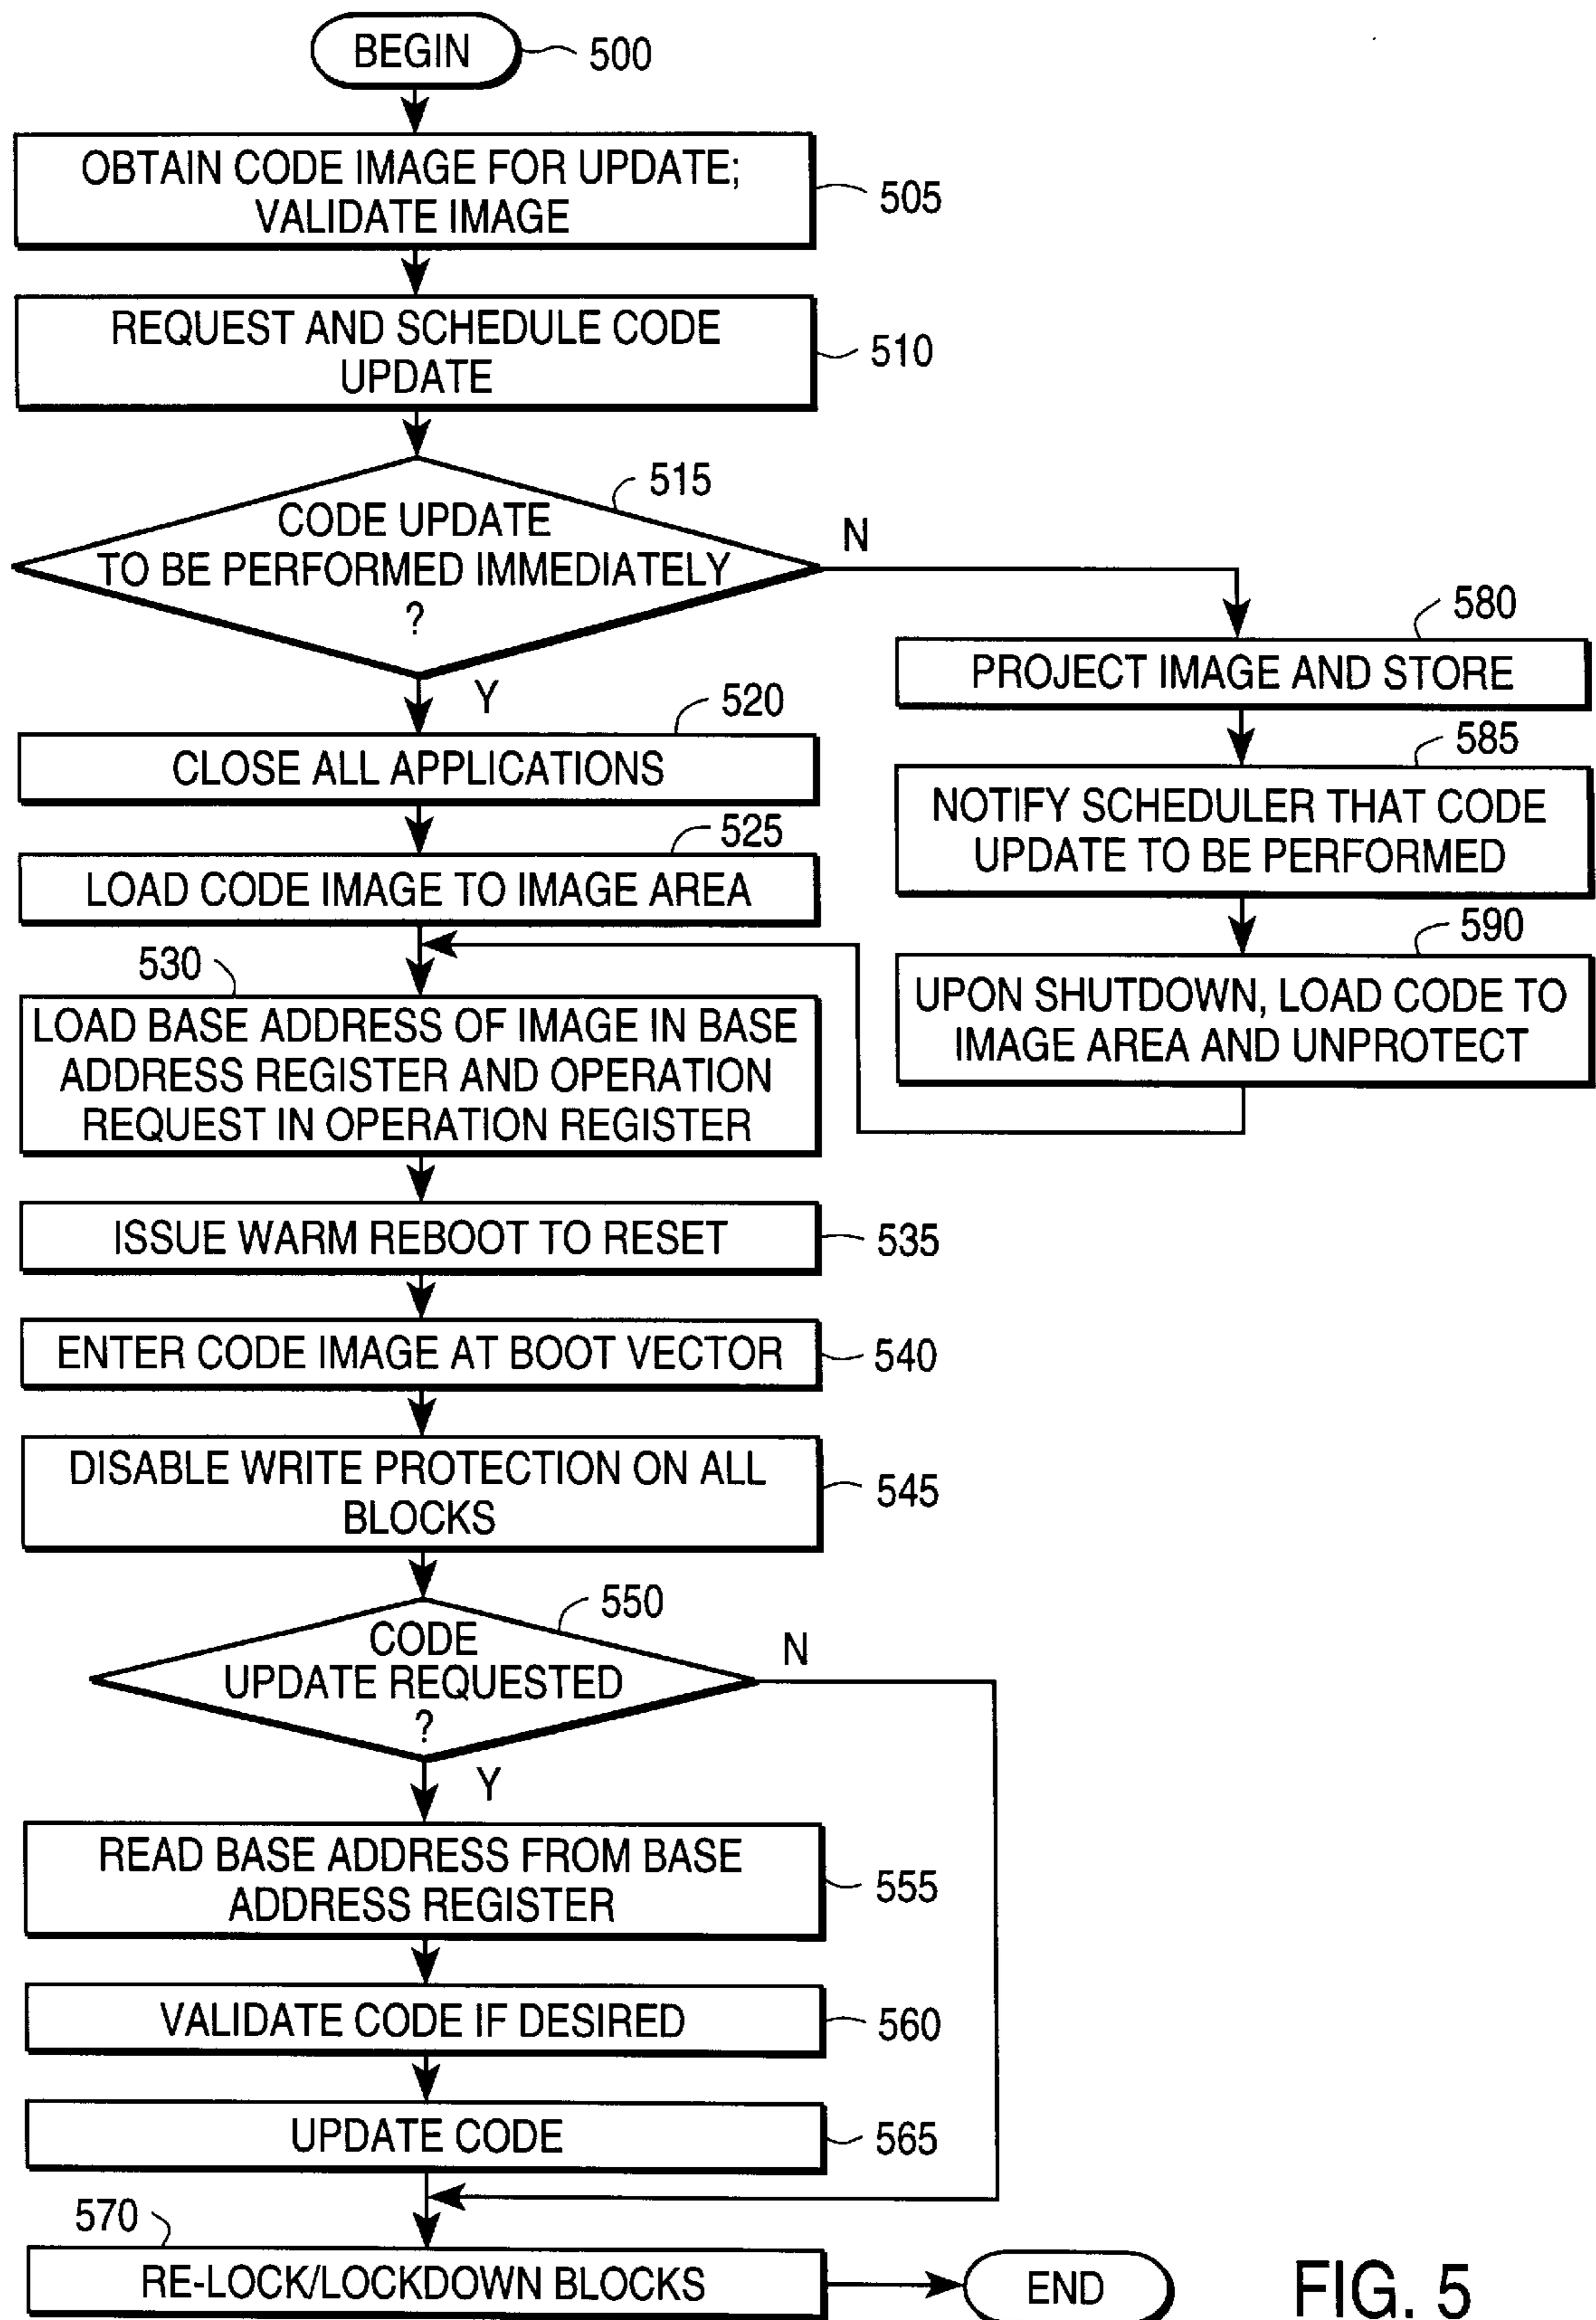 BEGIN
500
OBTAIN CODE IMAGE FOR UPDATE;
VALIDATE IMAGE
505
REQUEST AND SCHEDULE CODE
UPDATE
510
515
CODE UPDATE
TO BE PERFORMED IMMEDIATELY
?
N
Y
580
PROJECT IMAGE AND STORE
585
NOTIFY SCHEDULER THAT CODE
UPDATE TO BE PERFORMED
590
UPON SHUTDOWN, LOAD CODE TO
IMAGE AREA AND UNPROTECT
520
CLOSE ALL APPLICATIONS
525
LOAD CODE IMAGE TO IMAGE AREA
530
LOAD BASE ADDRESS OF IMAGE IN BASE
ADDRESS REGISTER AND OPERATION
REQUEST IN OPERATION REGISTER
ISSUE WARM REBOOT TO RESET
535
ENTER CODE IMAGE AT BOOT VECTOR
540
DISABLE WRITE PROTECTION ON ALL
BLOCKS
545
550
CODE
UPDATE REQUESTED
?
N
Y
READ BASE ADDRESS FROM BASE
ADDRESS REGISTER
555
VALIDATE CODE IF DESIRED
560
UPDATE CODE
565
570
RE-LOCK/LOCKDOWN BLOCKS
END
FIG. 5